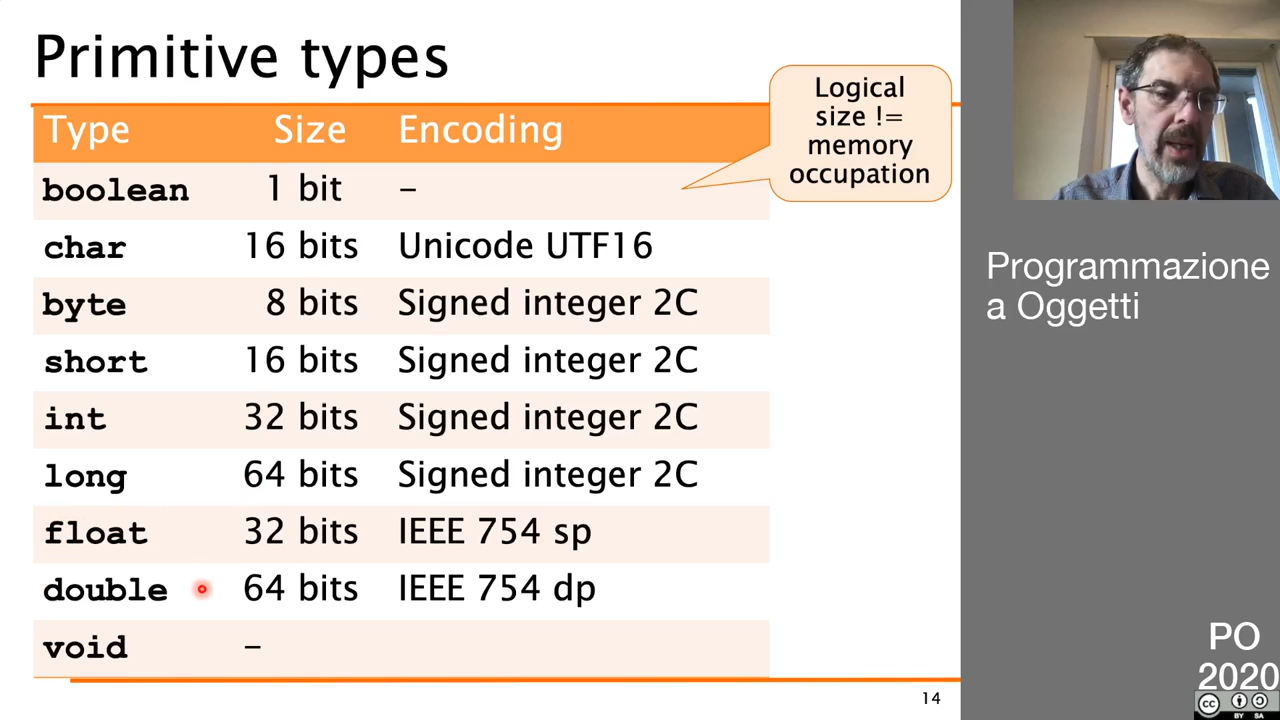 Primitive types
Type Size Encoding
boolean 1 bit -
char 16 bits Unicode UTF16
byte 8 bits Signed integer 2C
short 16 bits Signed integer 2C
int 32 bits Signed integer 2C
long 64 bits Signed integer 2C
float 32 bits IEEE 754 sp
double 64 bits IEEE 754 dp
void -
Logical
size !=
memory
occupation
14
Programmazione
a Oggetti
PO
2020
cc
BY SA